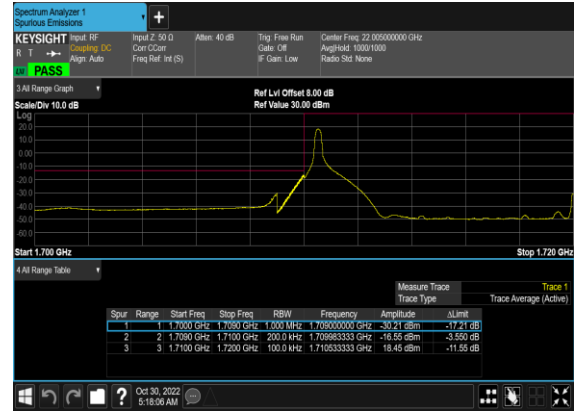 Spectrum Analyzer 1
Spurious Emissions
KEYSIGHT Input: RF Input Z: 50 Ω Atten: 40 dB Trig: Free Run Center Freq: 22.005000000 GHz
R T Coupling: DC Corr CCorr Gate: Off Avg|Hold: 1000/1000
Align: Auto Freq Ref: Int (S) IF Gain: Low Radio Std: None
PASS
3 All Range Graph
Ref Lvl Offset 8.00 dB
Scale/Div 10.0 dB Ref Value 30.00 dBm
Log
20.0
10.0
0.00
-10.0
-20.0
-30.0
-40.0
-50.0
-60.0
Start 1.700 GHz Stop 1.720 GHz
4 All Range Table
Measure Trace Trace 1
Trace Type Trace Average (Active)
Spur Range Start Freq Stop Freq RBW Frequency Amplitude ΔLimit
1 1 1.7000 GHz 1.7090 GHz 1.000 MHz 1.709000000 GHz -30.21 dBm -17.21 dB
2 2 1.7090 GHz 1.7100 GHz 200.0 kHz 1.709983333 GHz -16.55 dBm -3.550 dB
3 3 1.7100 GHz 1.7200 GHz 100.0 kHz 1.710533333 GHz 18.45 dBm -11.55 dB
? Oct 30, 2022
5:18:06 AM